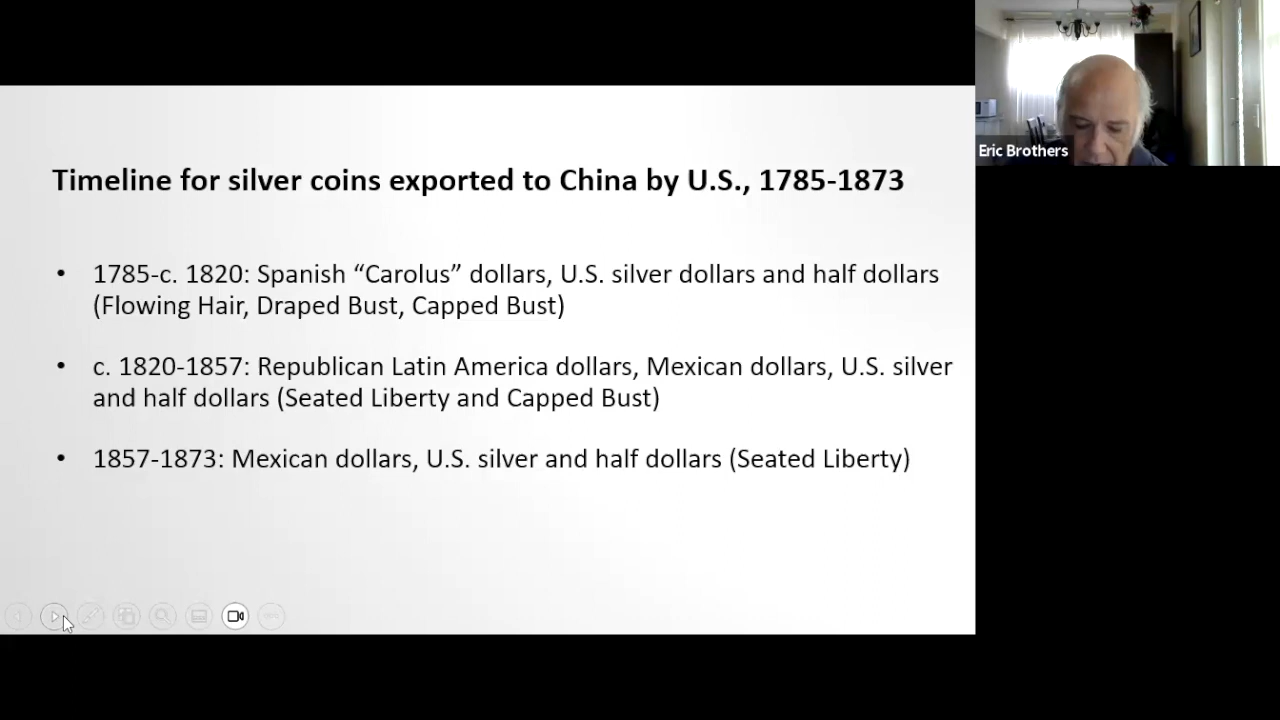 Timeline for silver coins exported to China by U.S., 1785-1873
• 1785-c. 1820: Spanish “Carolus” dollars, U.S. silver dollars and half dollars
(Flowing Hair, Draped Bust, Capped Bust)
• c. 1820-1857: Republican Latin America dollars, Mexican dollars, U.S. silver
and half dollars (Seated Liberty and Capped Bust)
• 1857-1873: Mexican dollars, U.S. silver and half dollars (Seated Liberty)
Eric Brothers